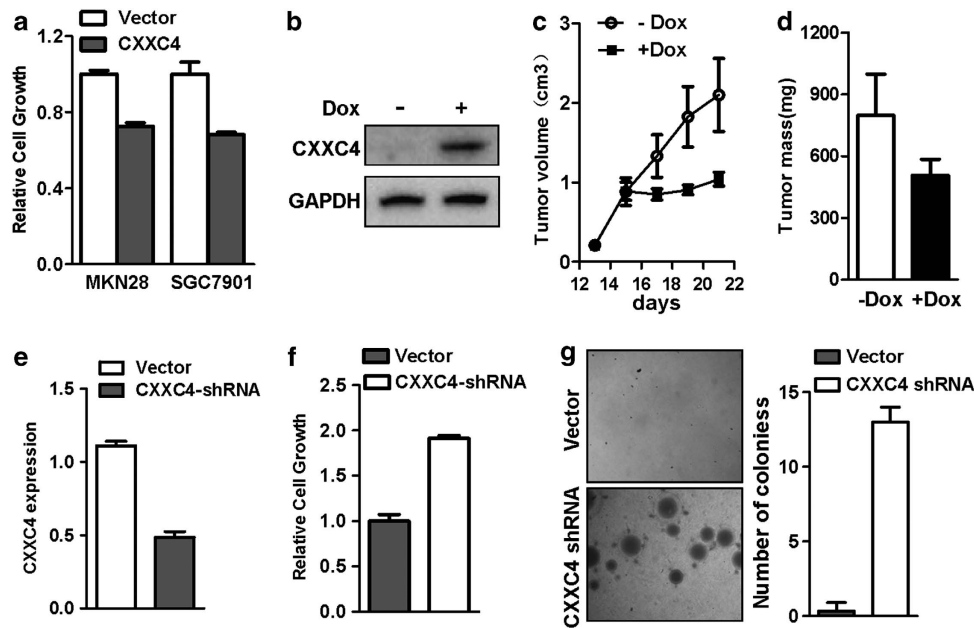 a
Vector
CXXC4
Relative Cell Growth
1.2
0.8
0.4
0.0
MKN28 SGC7901
b
Dox - +
CXXC4
GAPDH
c
- Dox
+Dox
Tumor volume (cm3)
3
2
1
0
12 14 16 18 20 22
days
d
Tumor mass(mg)
1200
900
600
300
0
-Dox +Dox
e
Vector
CXXC4-shRNA
CXXC4 expression
1.5
1.0
0.5
0.0
f
Vector
CXXC4-shRNA
Relative Cell Growth
2.5
2.0
1.5
1.0
0.5
0.0
g
Vector
CXXC4 shRNA
Vector
CXXC4 shRNA
Number of coloniess
15
10
5
0